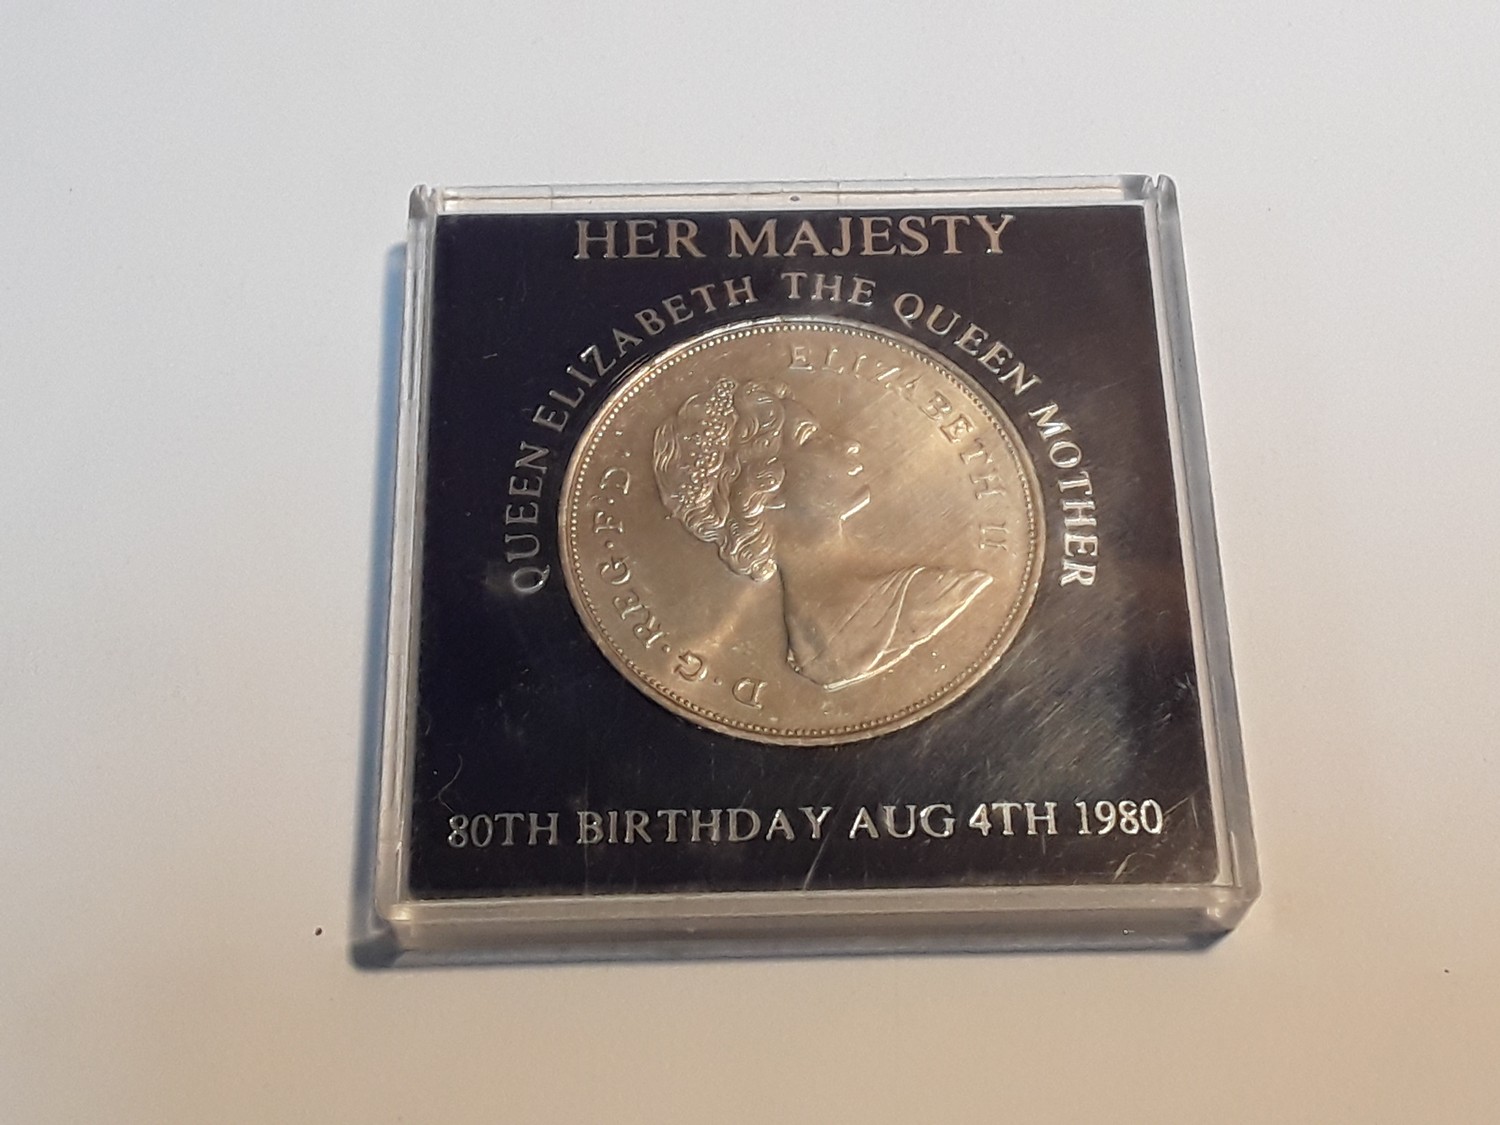 HER MAJESTY
QUEEN ELIZABETH THE QUEEN MOTHER
D·G·REG·F·D· ELIZABETH II
80TH BIRTHDAY AUG 4TH 1980